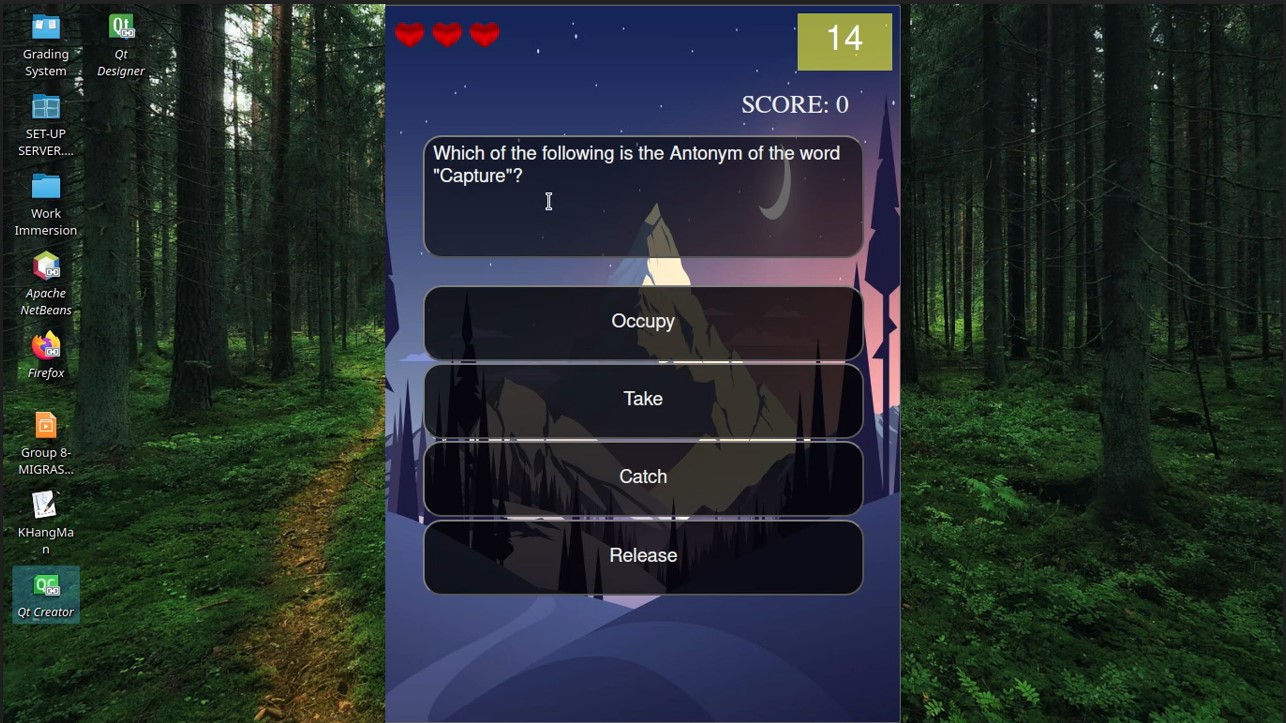 Grading
System
Qt
Designer
SET-UP
SERVER....
Work
Immersion
Apache
NetBeans
Firefox
Group 8-
MIGRAS...
KHangMa
n
QC
Qt Creator
14
SCORE: 0
Which of the following is the Antonym of the word
"Capture"?
Occupy
Take
Catch
Release